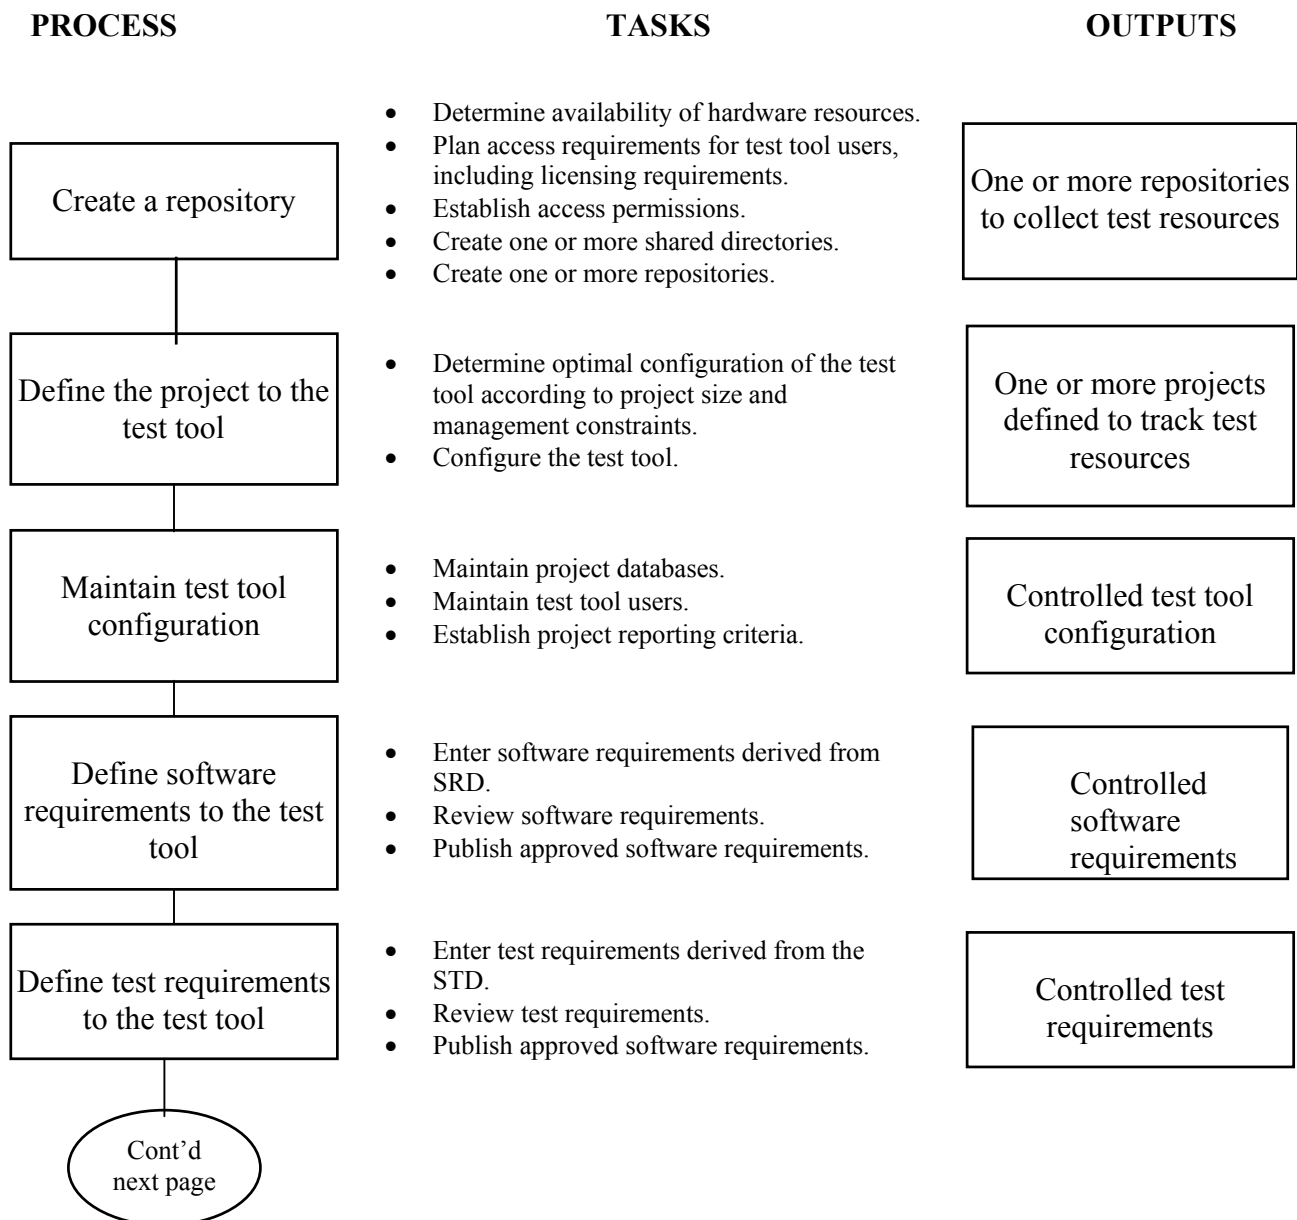 PROCESS
TASKS
OUTPUTS
Create a repository
• Determine availability of hardware resources.
• Plan access requirements for test tool users,
including licensing requirements.
• Establish access permissions.
• Create one or more shared directories.
• Create one or more repositories.
One or more repositories
to collect test resources
Define the project to the
test tool
• Determine optimal configuration of the test
tool according to project size and
management constraints.
• Configure the test tool.
One or more projects
defined to track test
resources
Maintain test tool
configuration
• Maintain project databases.
• Maintain test tool users.
• Establish project reporting criteria.
Controlled test tool
configuration
Define software
requirements to the test
tool
• Enter software requirements derived from
SRD.
• Review software requirements.
• Publish approved software requirements.
Controlled
software
requirements
Define test requirements
to the test tool
• Enter test requirements derived from the
STD.
• Review test requirements.
• Publish approved software requirements.
Controlled test
requirements
Cont’d
next page